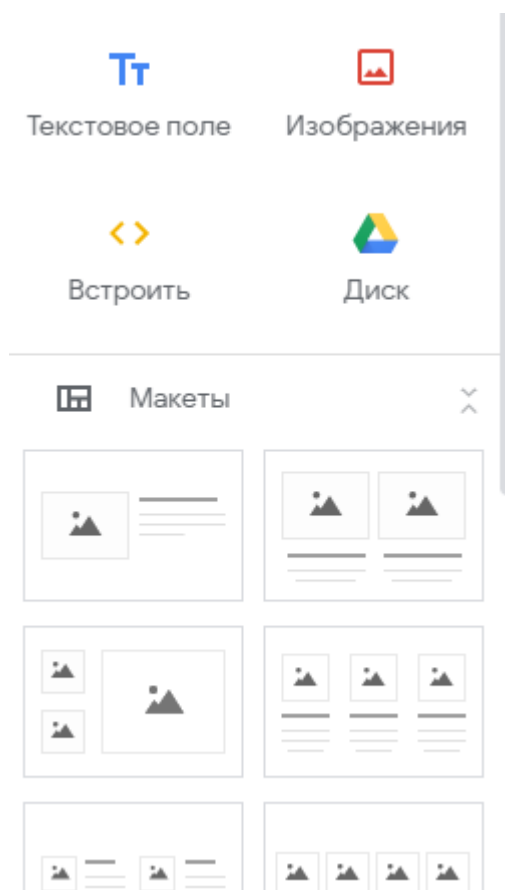 Текстовое поле
Изображения
Встроить
Диск
Макеты